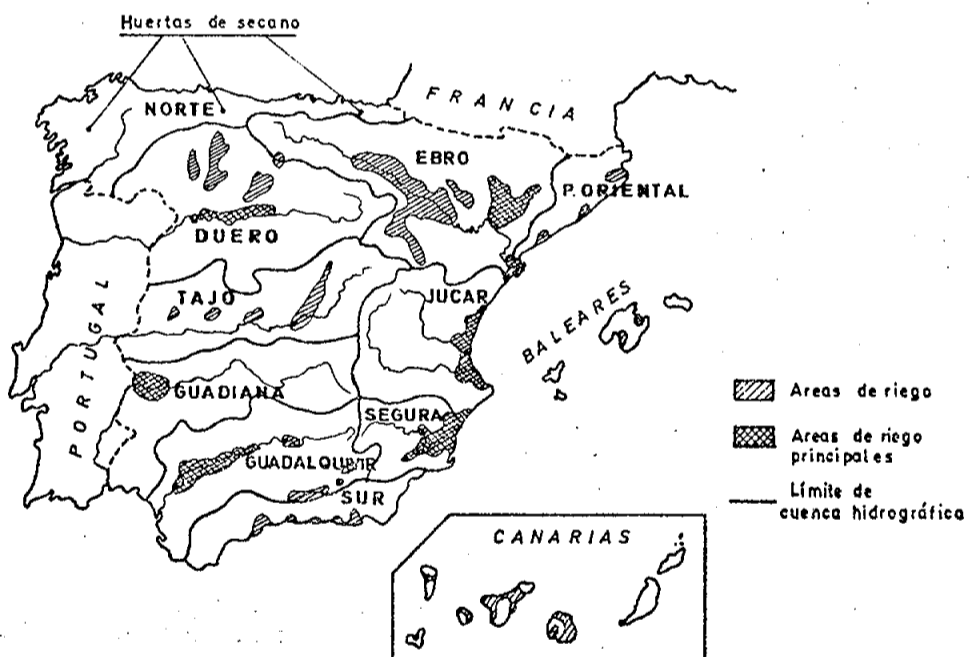 Huertas de secano
FRANCIA
NORTE
EBRO
P. ORIENTAL
DUERO
TAJO
JUCAR
BALEARES
PORTUGAL
GUADIANA
SEGURA
GUADALQUIVIR
SUR
Areas de riego
Areas de riego
principales
Límite de
cuenca hidrográfica
CANARIAS